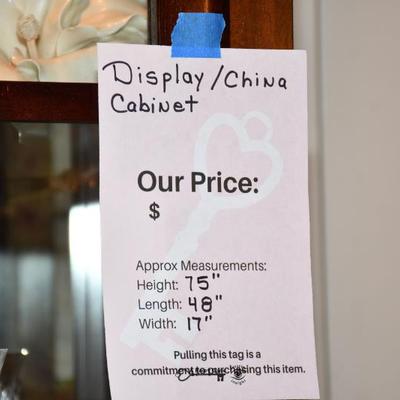 Display/China
Cabinet
Our Price:
$
Approx Measurements:
Height: 75"
Length: 48"
Width: 17"
Pulling this tag is a
commitment to purchasing this item.